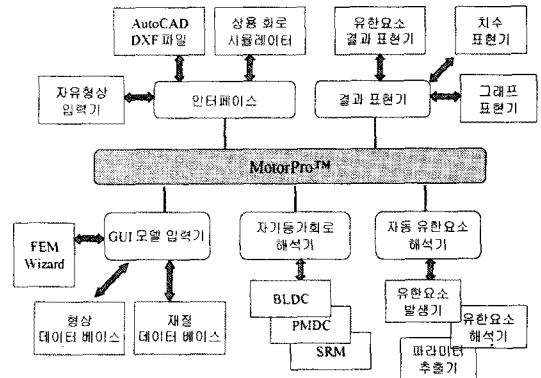 AutoCAD
DXF 파일
상용 회로
시뮬레이터
유한요소
결과 표현기
치수
표현기
자유형상
입력기
인터페이스
결과 표현기
그래프
표현기
MotorPro™
FEM
Wizard
GUI 모델 입력기
자기등가회로
해석기
자동 유한요소
해석기
형상
데이터 베이스
재질
데이터 베이스
BLDC
PMDC
SRM
유한요소
발생기
유한요소
해석기
파라미터
추출기